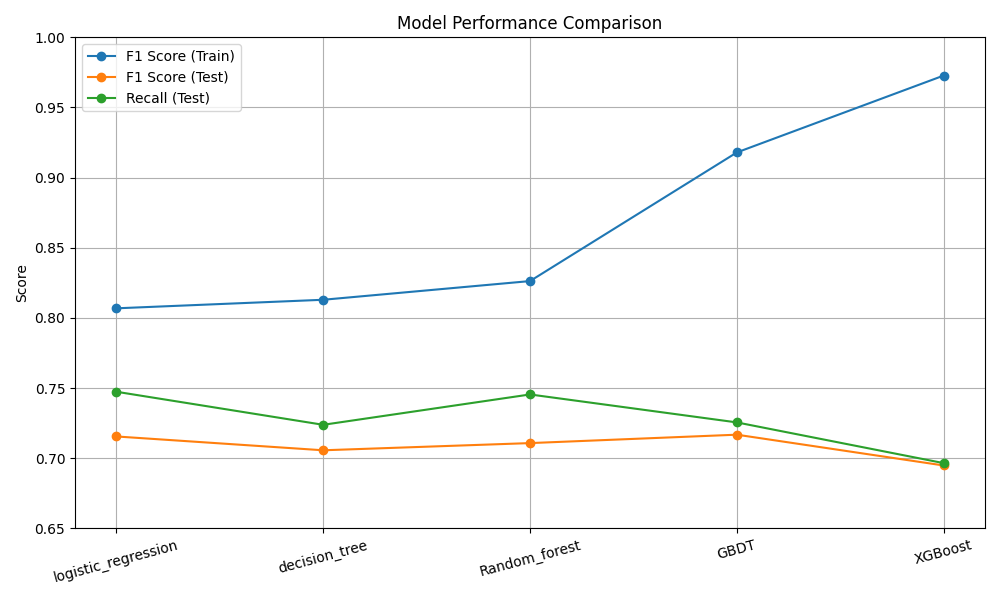 Model Performance Comparison
F1 Score (Train)
F1 Score (Test)
Recall (Test)
Score
1.00
0.95
0.90
0.85
0.80
0.75
0.70
0.65
logistic_regression
decision_tree
Random_forest
GBDT
XGBoost